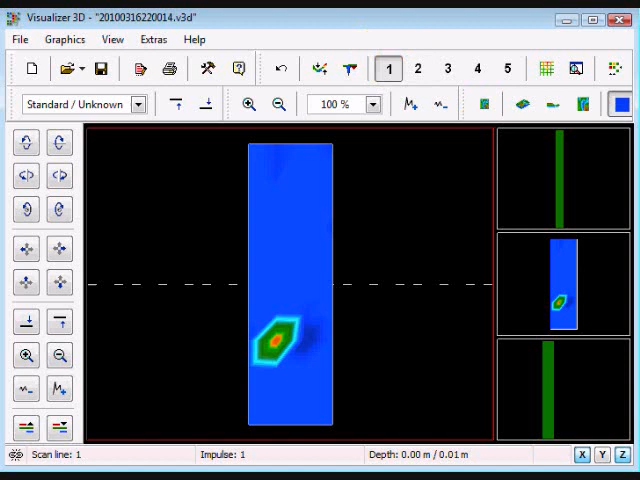 Visualizer 3D - "20100316220014.v3d"
File Graphics View Extras Help
1 2 3 4 5
Standard / Unknown 100 %
Scan line: 1 Impulse: 1 Depth: 0.00 m / 0.01 m X Y Z